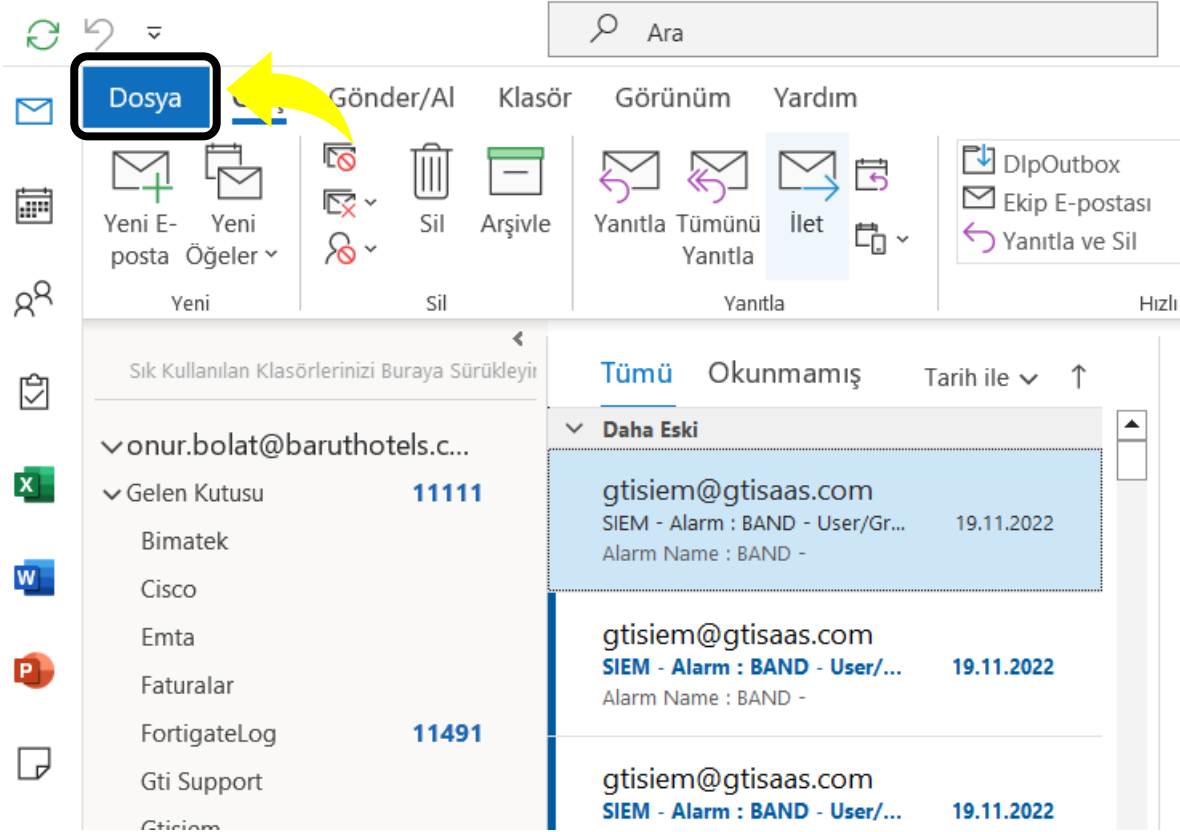 Ara
Dosya
Gönder/Al
Klasör
Görünüm
Yardım
Yeni E-
posta
Yeni
Öğeler
Sil
Arşivle
Yanıtla
Tümünü
Yanıtla
İlet
DlpOutbox
Ekip E-postası
Yanıtla ve Sil
Yeni
Sil
Yanıtla
Hızlı
Sık Kullanılan Klasörlerinizi Buraya Sürükleyin
onur.bolat@baruthotels.c...
Gelen Kutusu 11111
Bimatek
Cisco
Emta
Faturalar
FortigateLog 11491
Gti Support
Gtisiem
Tümü
Okunmamış
Tarih ile
Daha Eski
gtisiem@gtisaas.com
SIEM - Alarm : BAND - User/Gr... 19.11.2022
Alarm Name : BAND -
gtisiem@gtisaas.com
SIEM - Alarm : BAND - User/... 19.11.2022
Alarm Name : BAND -
gtisiem@gtisaas.com
SIEM - Alarm : BAND - User/... 19.11.2022